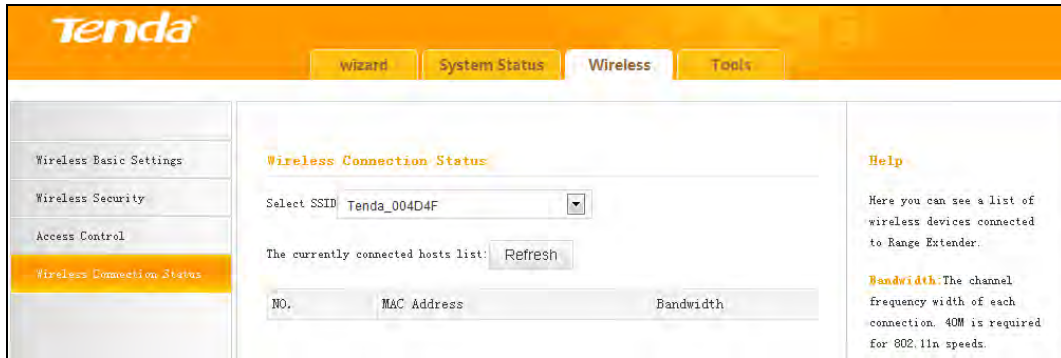 Tenda
wizard
System Status
Wireless
Tools
Wireless Basic Settings
Wireless Security
Access Control
Wireless Connection Status
Wireless Connection Status
Select SSID Tenda_004D4F
The currently connected hosts list: Refresh
NO. MAC Address Bandwidth
Help
Here you can see a list of
wireless devices connected
to Range Extender.
Bandwidth:The channel
frequency width of each
connection. 40M is required
for 802.11n speeds.